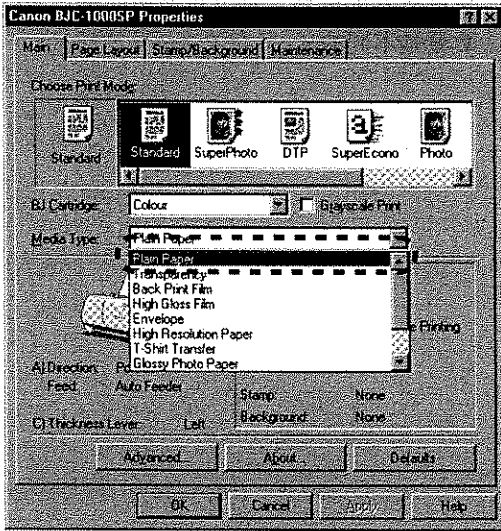 Canon BJC-1000SP Properties
Main Page Layout Stamp/Background Maintenance
Choose Print Mode:
Standard
Standard SuperPhoto DTP SuperEcono Photo
BJ Cartridge: Colour Grayscale Print
Media Type: Plain Paper
Plain Paper
Transparency
Back Print Film
High Gloss Film
Envelope
High Resolution Paper
T-Shirt Transfer
Glossy Photo Paper
Printing
A) Direction:
Feed: Auto Feeder
Stamp: None
C) Thickness Lever: Left
Background: None
Advanced... About... Defaults
OK Cancel Apply Help